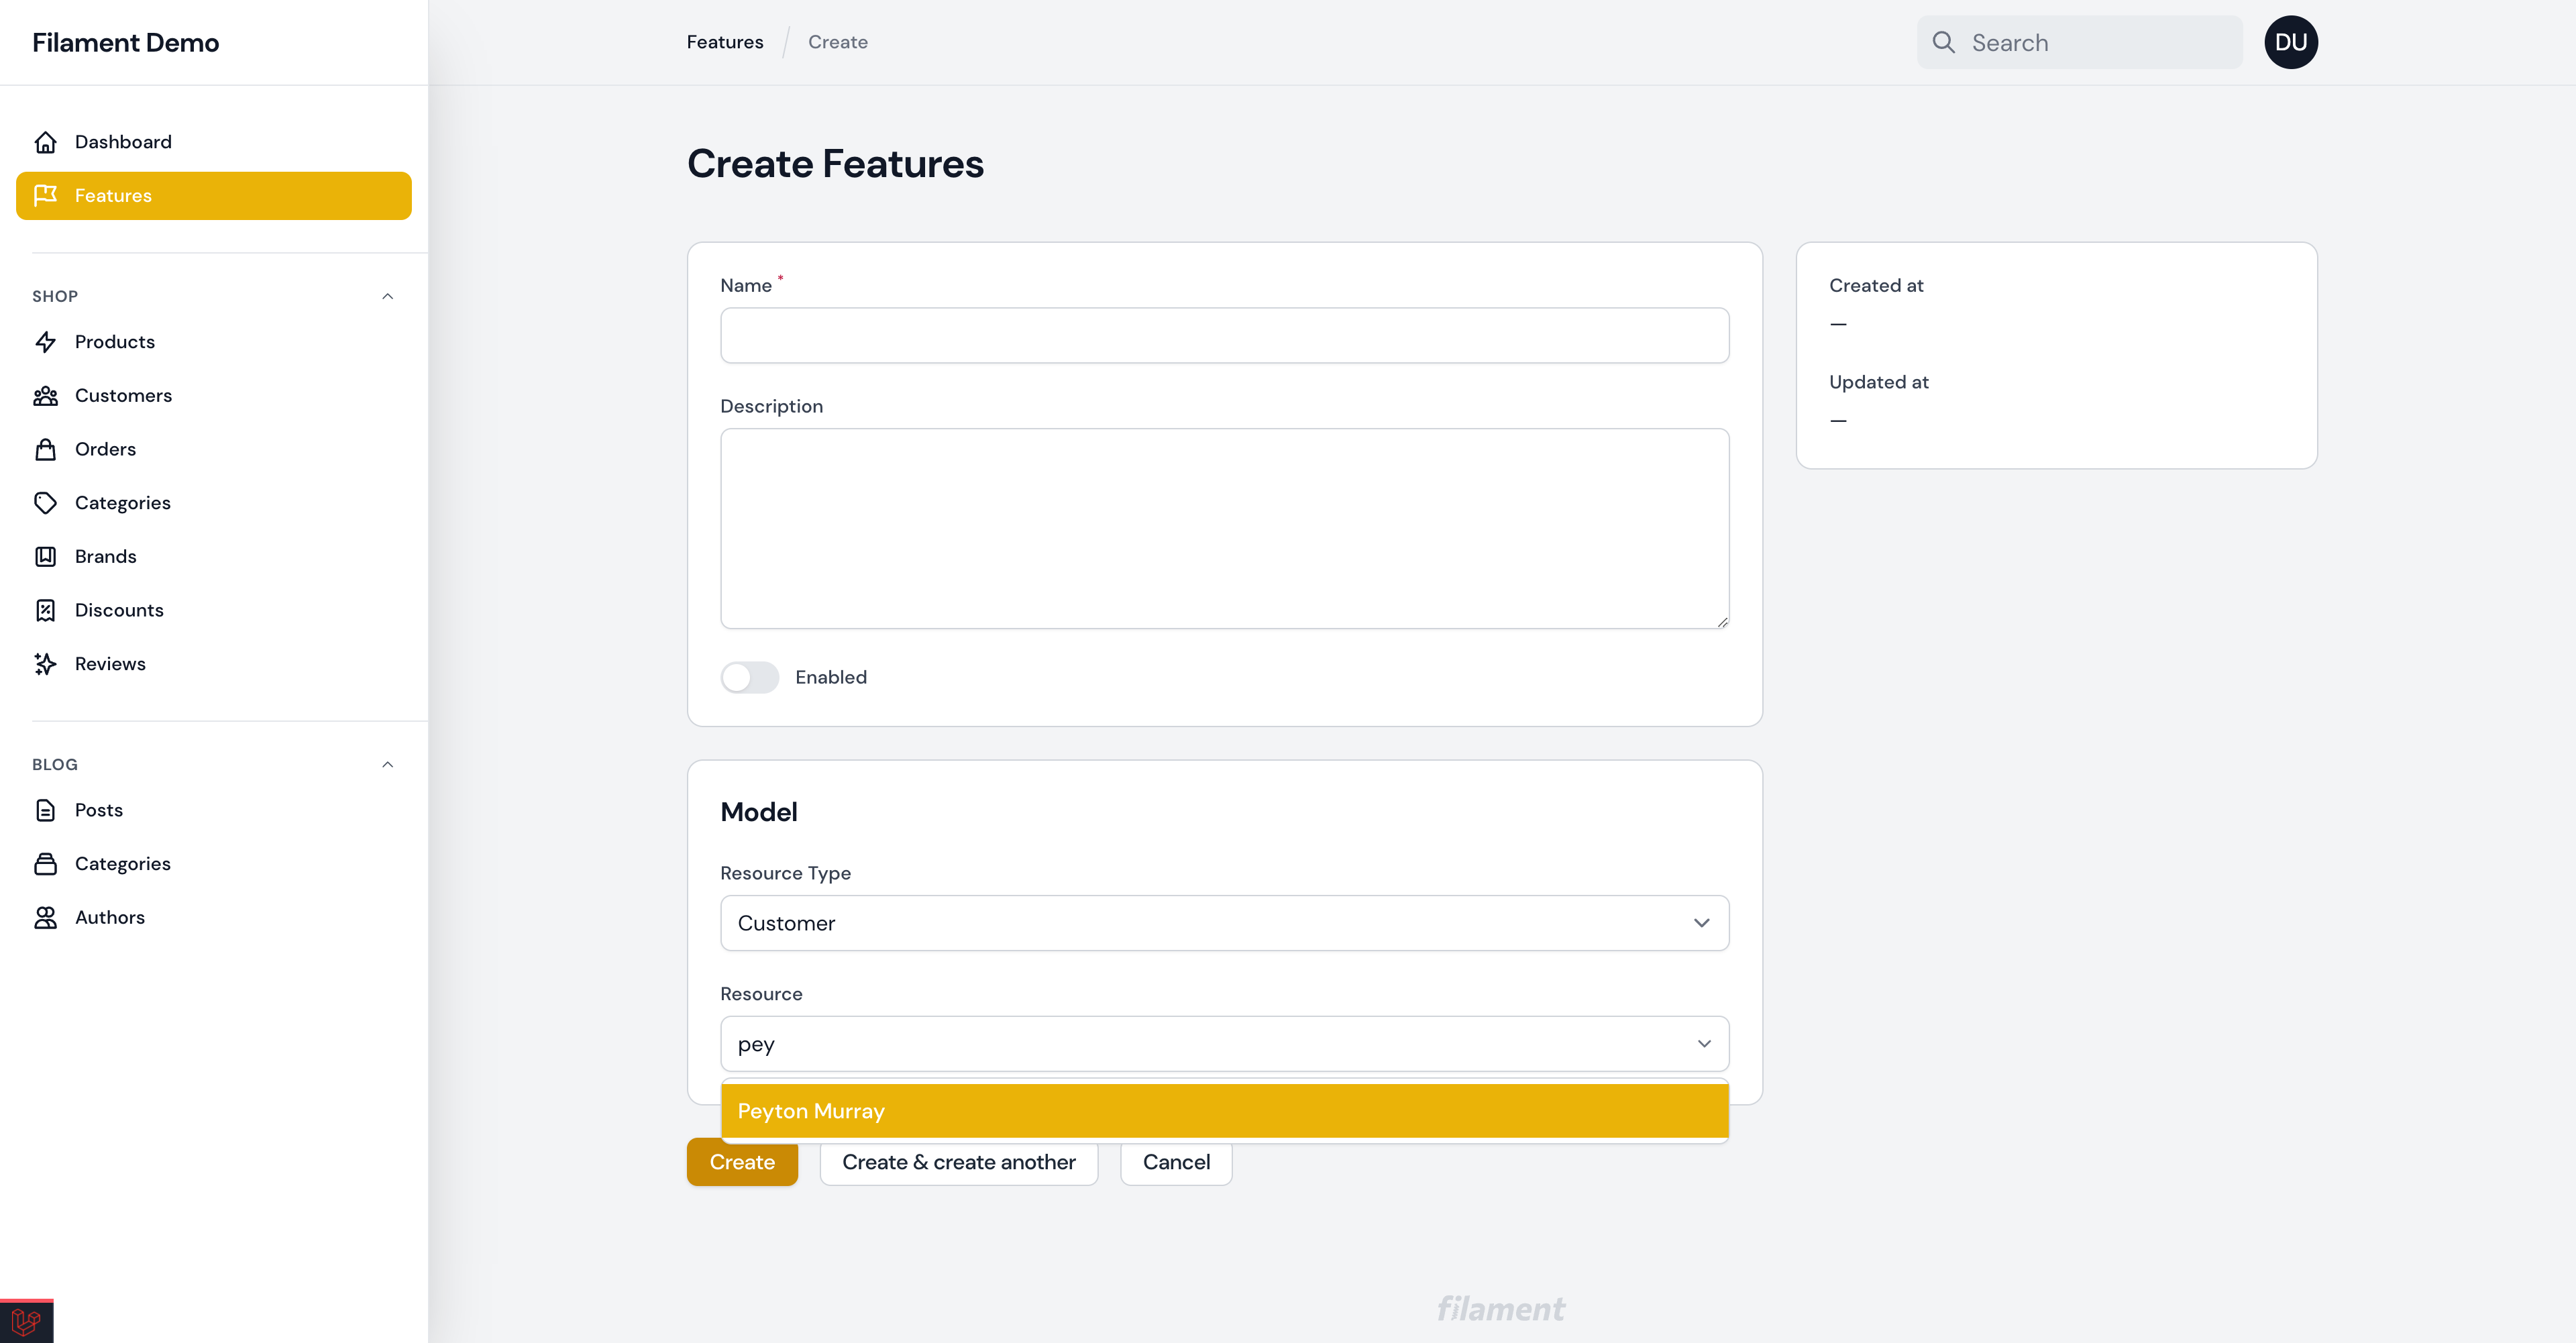 Filament Demo
Features / Create
Search
DU
Dashboard
Features
SHOP
Products
Customers
Orders
Categories
Brands
Discounts
Reviews
BLOG
Posts
Categories
Authors
Create Features
Name *
Description
Enabled
Created at
—
Updated at
—
Model
Resource Type
Customer
Resource
pey
Peyton Murray
Create
Create & create another
Cancel
filament